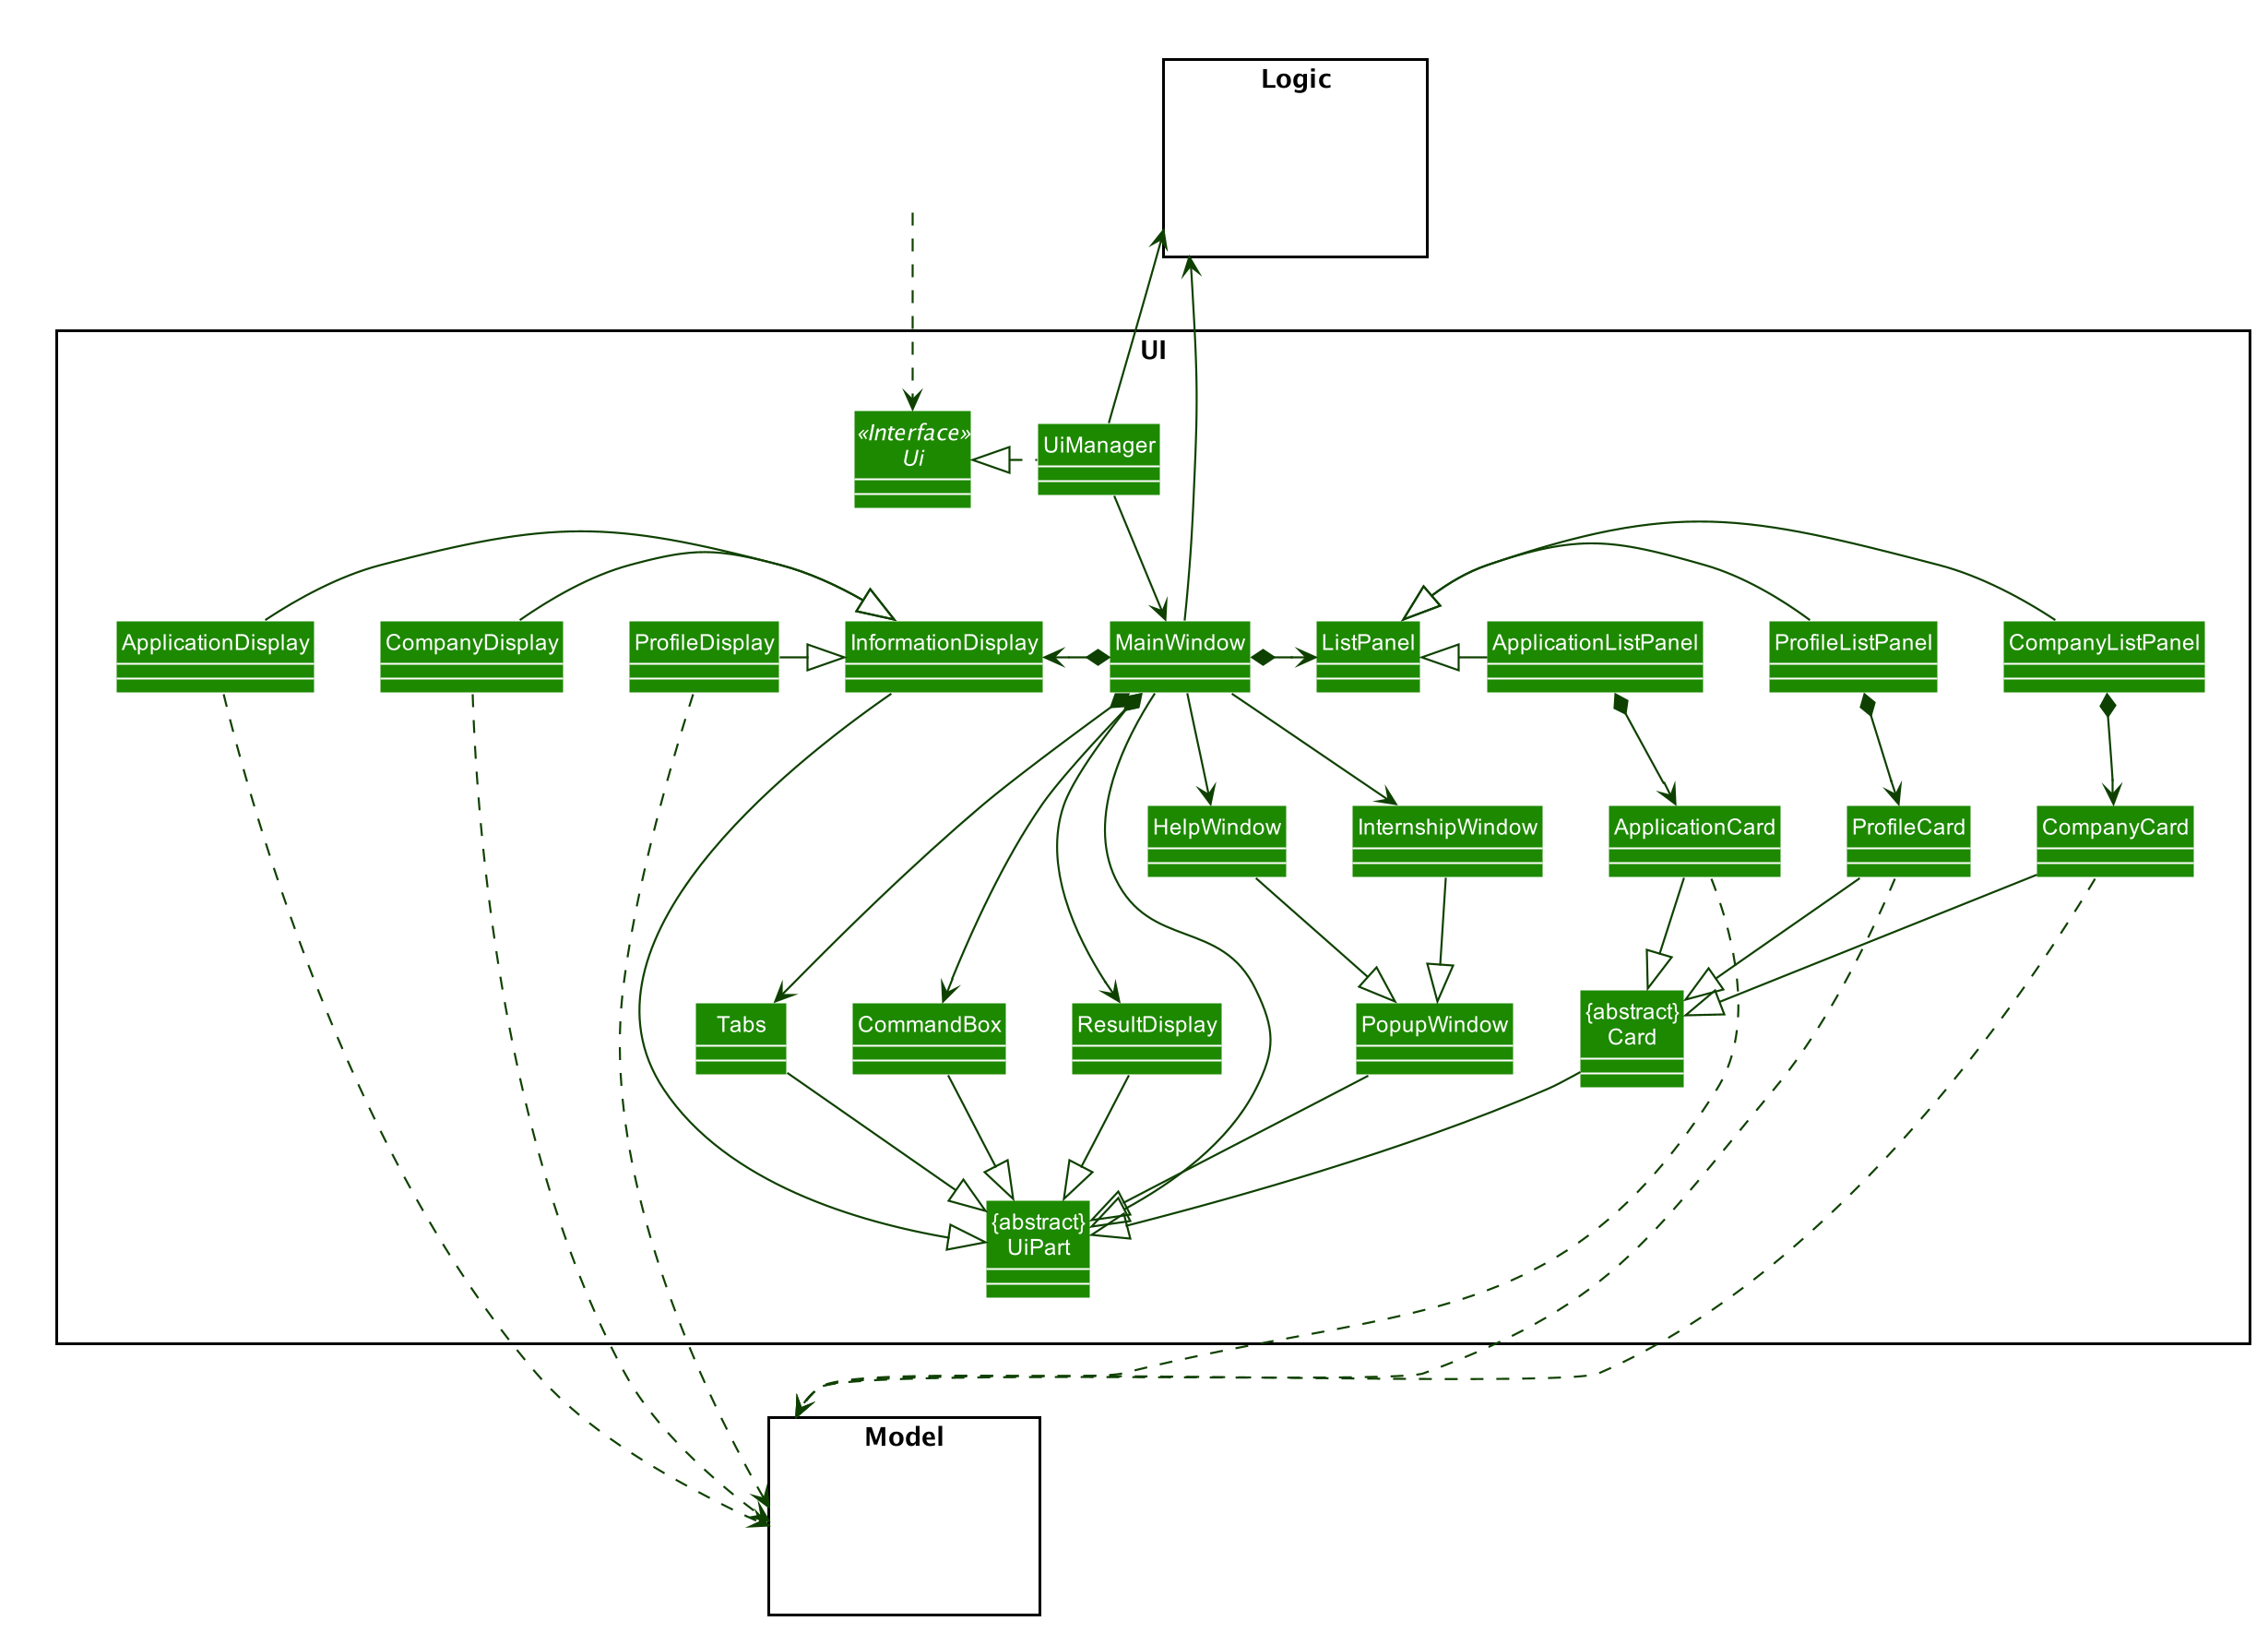 Logic
UI
«Interface»
Ui
UiManager
ApplicationDisplay
CompanyDisplay
ProfileDisplay
InformationDisplay
MainWindow
ListPanel
ApplicationListPanel
ProfileListPanel
CompanyListPanel
HelpWindow
InternshipWindow
ApplicationCard
ProfileCard
CompanyCard
Tabs
CommandBox
ResultDisplay
PopupWindow
{abstract}
Card
{abstract}
UiPart
Model